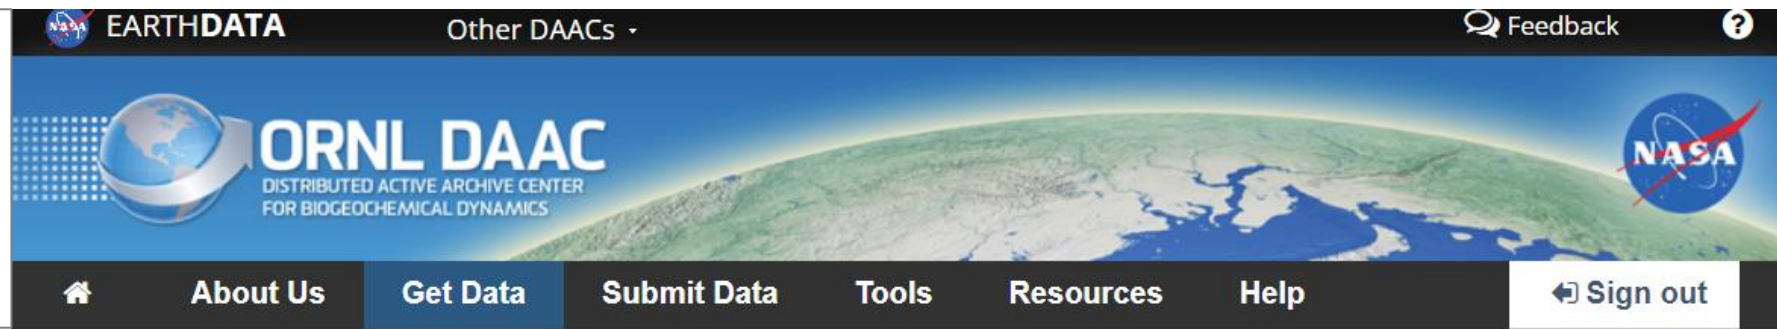 EARTHDATA Other DAACs Feedback ?
ORNL DAAC
DISTRIBUTED ACTIVE ARCHIVE CENTER
FOR BIOGEOCHEMICAL DYNAMICS
NASA
About Us Get Data Submit Data Tools Resources Help Sign out